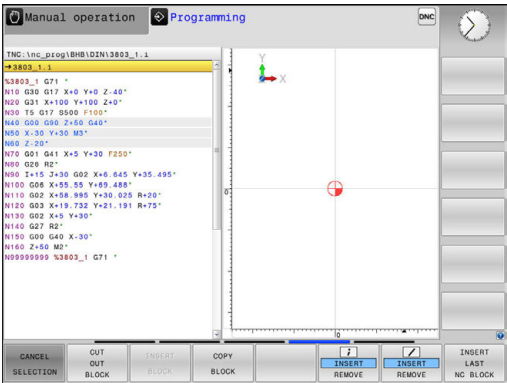 Manual operation
Programming
DNC
TNC:\nc_prog\BHB\DIN\3803_1.i
→3803_1.i
%3803_1 G71 *
N10 G30 G17 X+0 Y+0 Z-40*
N20 G31 X+100 Y+100 Z+0*
N30 T5 G17 S500 F100*
N40 G00 G90 Z+50 G40*
N50 X-30 Y+30 M3*
N60 Z-20*
N70 G01 G41 X+5 Y+30 F250*
N80 G26 R2*
N90 I+15 J+30 G02 X+6.645 Y+35.495*
N100 G06 X+55.55 Y+69.488*
N110 G02 X+58.995 Y+30.025 R+20*
N120 G03 X+19.732 Y+21.191 R+75*
N130 G02 X+5 Y+30*
N140 G27 R2*
N150 G00 G40 X-30*
N160 Z+50 M2*
N99999999 %3803_1 G71 *
Y
X
0
0
CANCEL
SELECTION
CUT
OUT
BLOCK
INSERT
BLOCK
COPY
BLOCK
INSERT
REMOVE
INSERT
REMOVE
INSERT
LAST
NC BLOCK